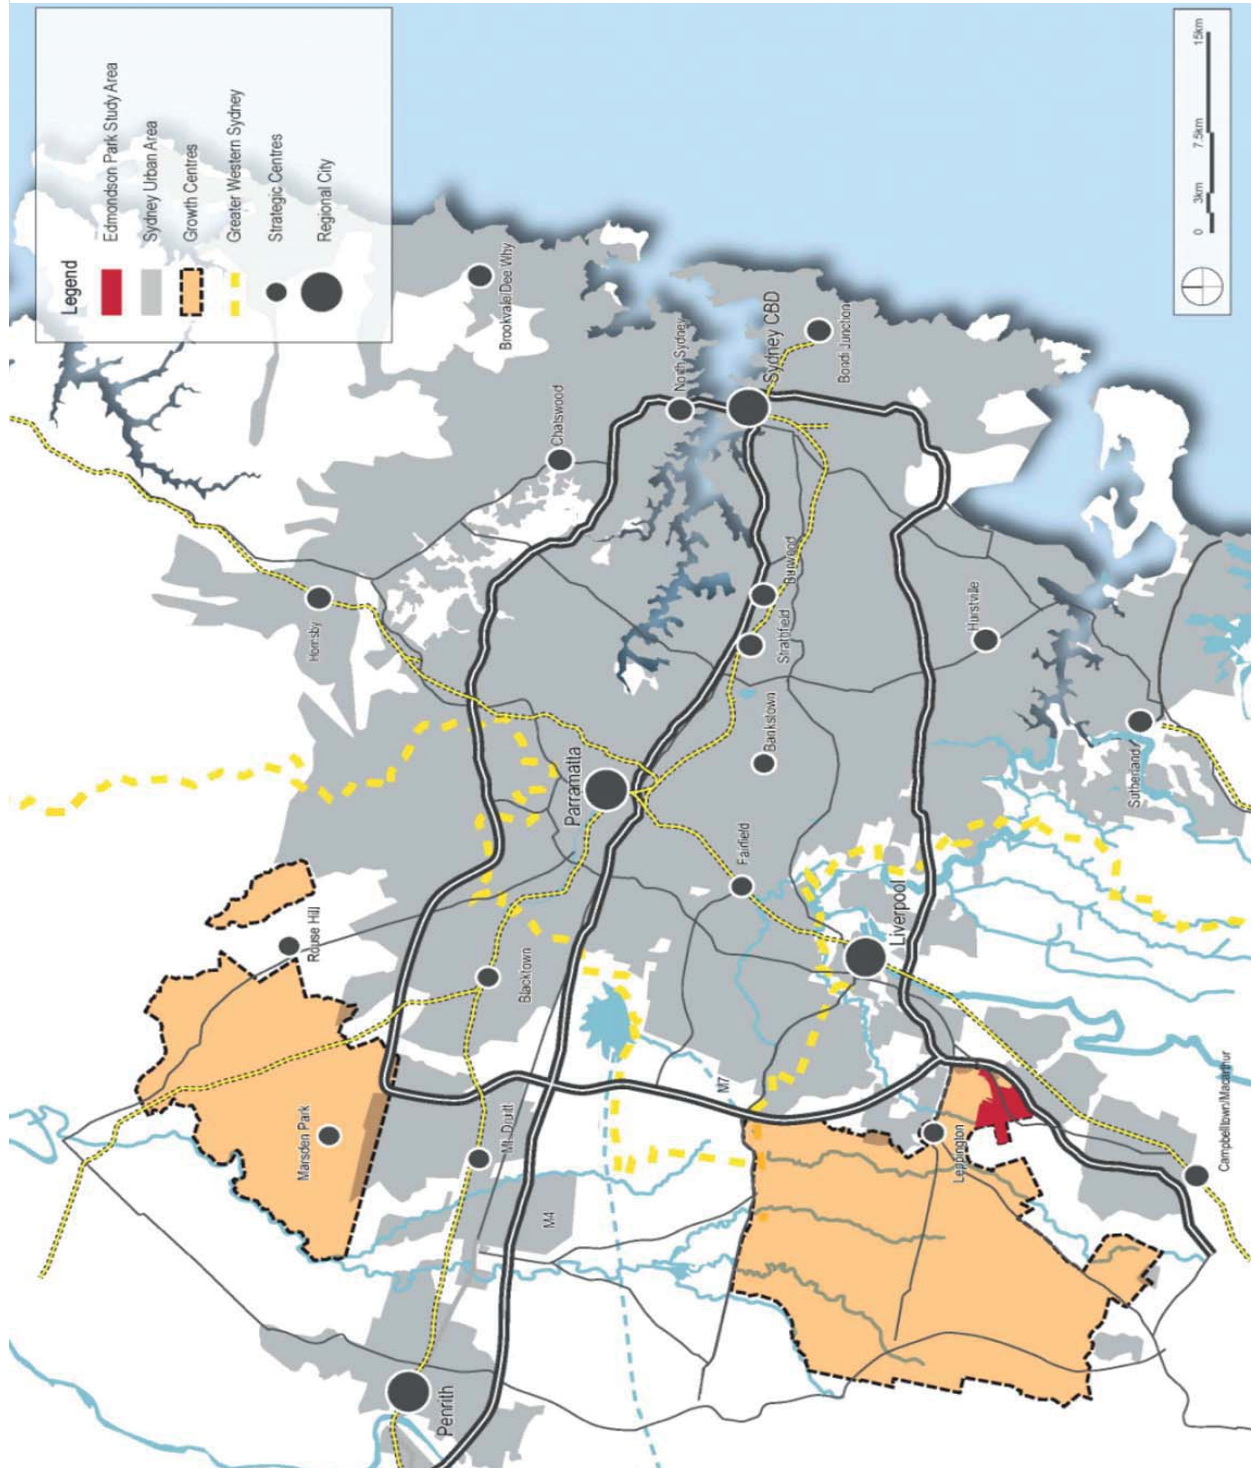 Legend
Edmondson Park Study Area
Sydney Urban Area
Growth Centres
Greater Western Sydney
Strategic Centres
Regional City
0 3km 7.5km 15km
Brookvale/Dee Why
Chatswood
North Sydney
Sydney CBD
Bondi Junction
Hornsby
Burwood
Strathfield
Hurstville
Bankstown
Sutherland
Parramatta
Fairfield
Liverpool
Rouse Hill
Blacktown
Marsden Park
Mt. Druitt
M7
M4
Leppington
Campbelltown/Macarthur
Penrith